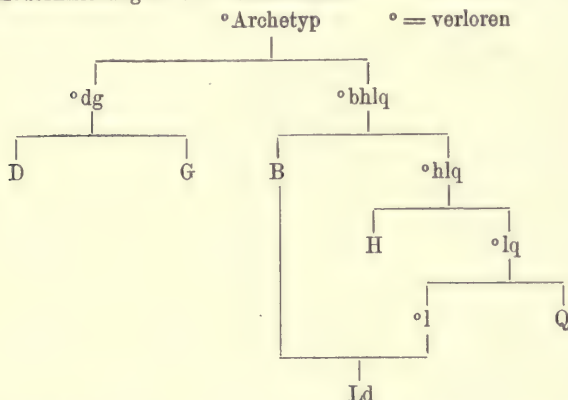 °Archetyp ° = verloren
°dg °bhlq
D G B °hlq
H °lq
°l Q
Ld